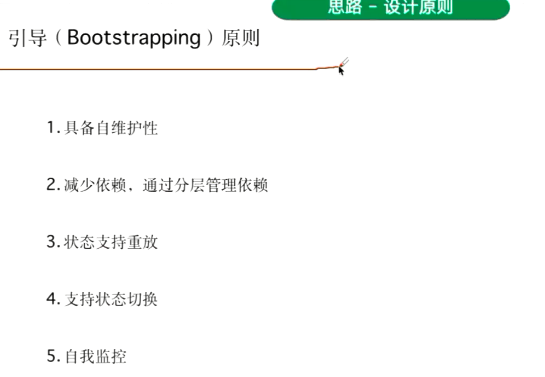 思路 – 设计原则
引导（Bootstrapping）原则
1. 具备自维护性
2. 减少依赖，通过分层管理依赖
3. 状态支持重放
4. 支持状态切换
5. 自我监控